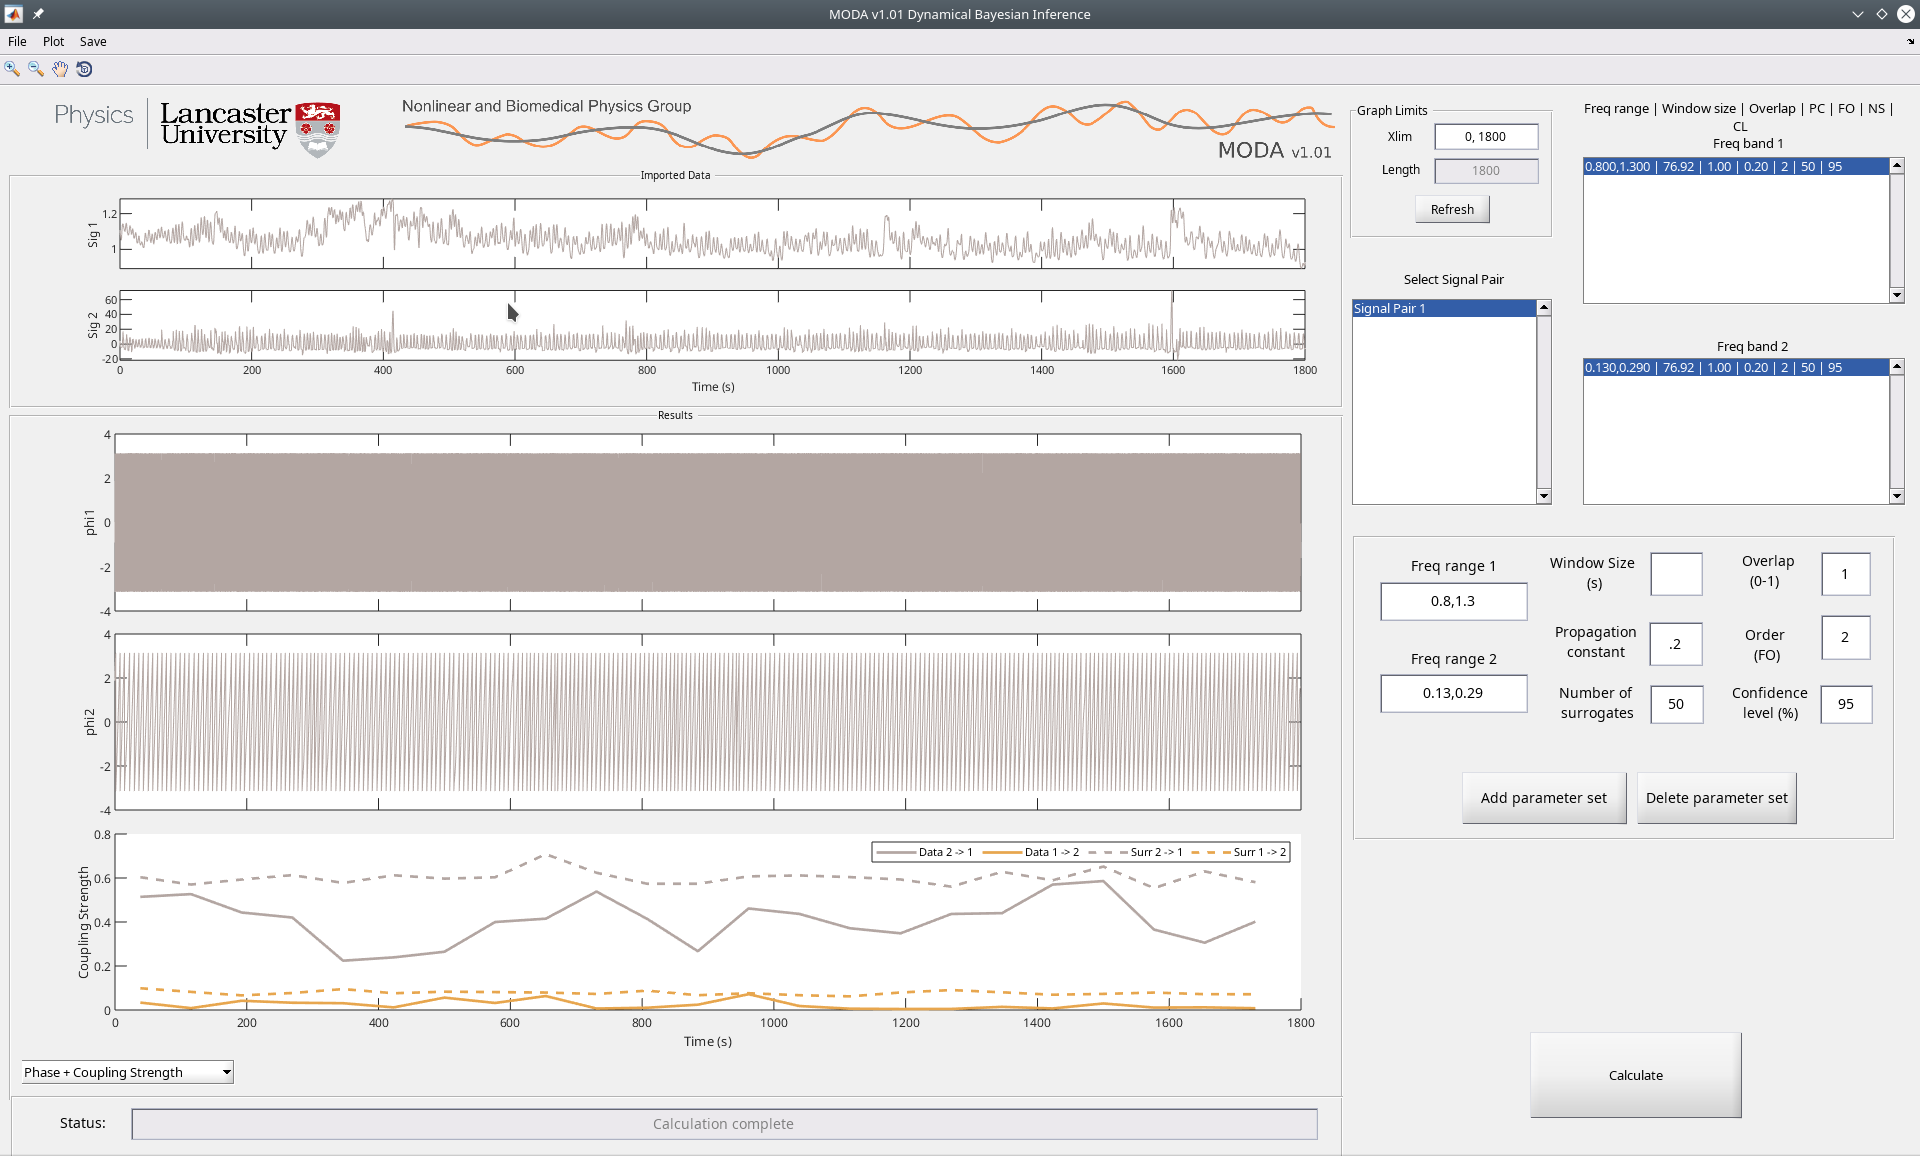 MODA v1.01 Dynamical Bayesian Inference
File Plot Save
Physics Lancaster University
Nonlinear and Biomedical Physics Group
MODA v1.01
Imported Data
Sig 1
1.2
1
Sig 2
60
40
20
0
-20
0 200 400 600 800 1000 1200 1400 1600 1800
Time (s)
Results
phi1
4
2
0
-2
-4
phi2
4
2
0
-2
-4
Coupling Strength
0.8
0.6
0.4
0.2
0
Data 2 -> 1 Data 1 -> 2 Surr 2 -> 1 Surr 1 -> 2
0 200 400 600 800 1000 1200 1400 1600 1800
Time (s)
Phase + Coupling Strength
Status: Calculation complete
Graph Limits
Xlim 0, 1800
Length 1800
Refresh
Select Signal Pair
Signal Pair 1
Freq range | Window size | Overlap | PC | FO | NS |
CL
Freq band 1
0.800,1.300 | 76.92 | 1.00 | 0.20 | 2 | 50 | 95
Freq band 2
0.130,0.290 | 76.92 | 1.00 | 0.20 | 2 | 50 | 95
Freq range 1
0.8,1.3
Freq range 2
0.13,0.29
Window Size
(s)
Overlap
(0-1)
1
Propagation
constant
.2
Order
(FO)
2
Number of
surrogates
50
Confidence
level (%)
95
Add parameter set
Delete parameter set
Calculate